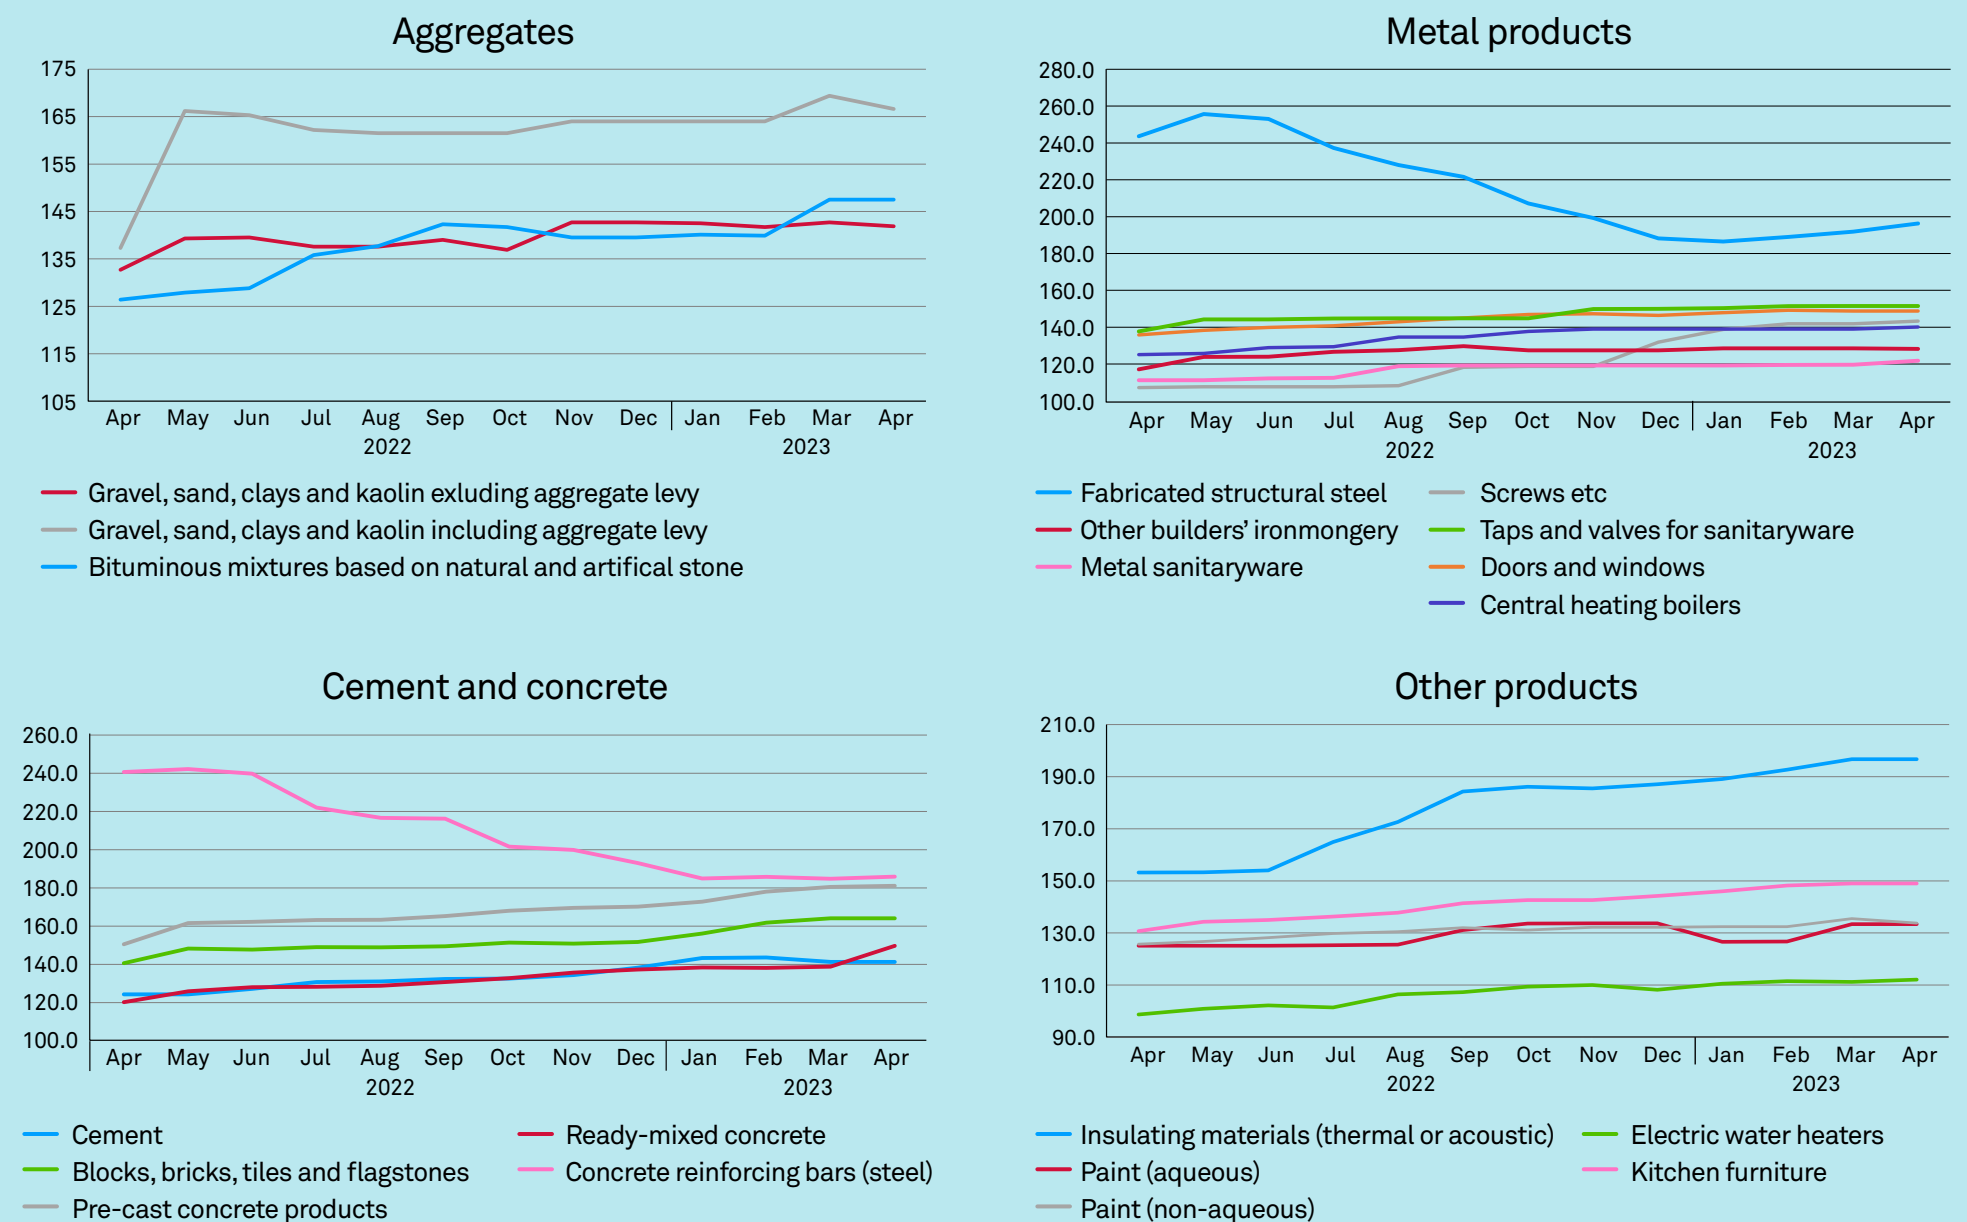 Aggregates
175
165
155
145
135
125
115
105
Apr May Jun Jul Aug Sep Oct Nov Dec Jan Feb Mar Apr
2022 2023
Gravel, sand, clays and kaolin exluding aggregate levy
Gravel, sand, clays and kaolin including aggregate levy
Bituminous mixtures based on natural and artifical stone
Metal products
280.0
260.0
240.0
220.0
200.0
180.0
160.0
140.0
120.0
100.0
Apr May Jun Jul Aug Sep Oct Nov Dec Jan Feb Mar Apr
2022 2023
Fabricated structural steel
Other builders’ ironmongery
Metal sanitaryware
Screws etc
Taps and valves for sanitaryware
Doors and windows
Central heating boilers
Cement and concrete
260.0
240.0
220.0
200.0
180.0
160.0
140.0
120.0
100.0
Apr May Jun Jul Aug Sep Oct Nov Dec Jan Feb Mar Apr
2022 2023
Cement
Blocks, bricks, tiles and flagstones
Pre-cast concrete products
Ready-mixed concrete
Concrete reinforcing bars (steel)
Other products
210.0
190.0
170.0
150.0
130.0
110.0
90.0
Apr May Jun Jul Aug Sep Oct Nov Dec Jan Feb Mar Apr
2022 2023
Insulating materials (thermal or acoustic)
Paint (aqueous)
Paint (non-aqueous)
Electric water heaters
Kitchen furniture